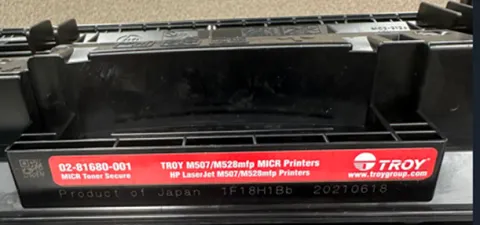 02-81680-001
MICR Toner Secure
TROY M507/M528mfp MICR Printers
HP LaserJet M507/M528mfp Printers
TROY
www.troygroup.com
Product of Japan 1F18H1Bb 20210618